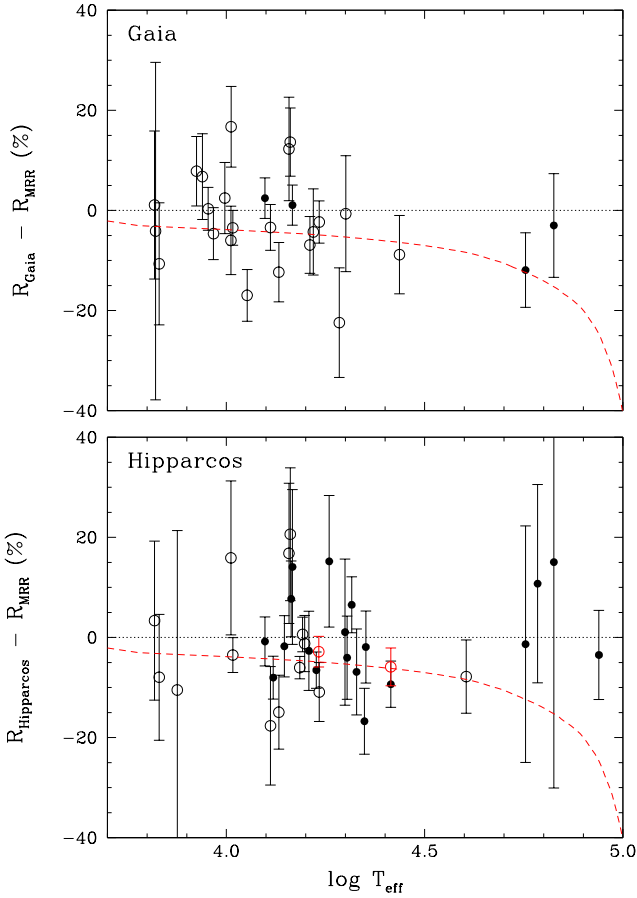 Gaia
40
20
0
−20
−40
R_Gaia − R_MRR (%)
Hipparcos
40
20
0
−20
−40
R_Hipparcos − R_MRR (%)
4.0 4.5 5.0
log T_eff